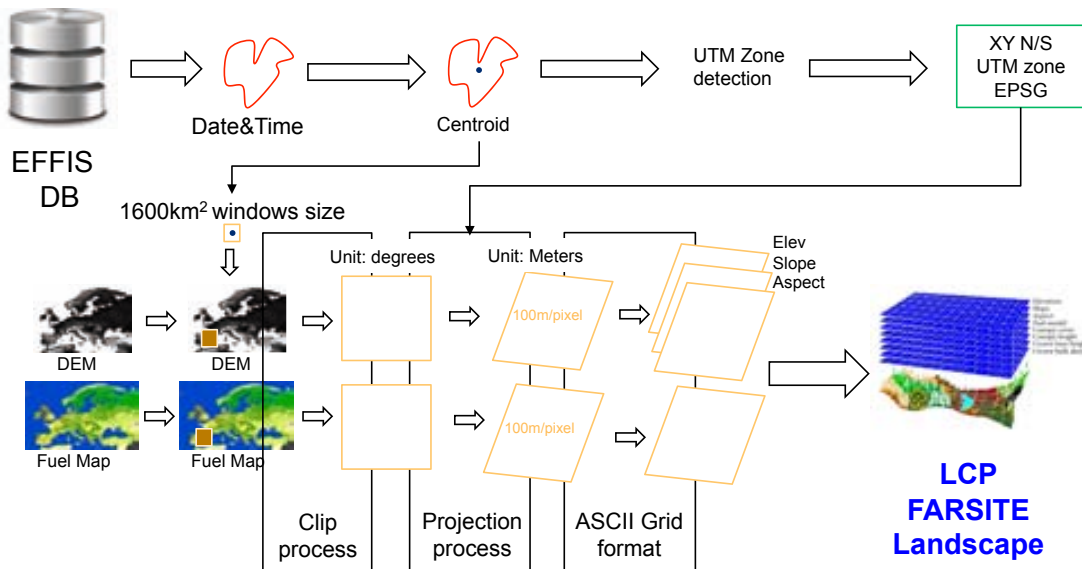 EFFIS
DB
Date&Time
Centroid
UTM Zone
detection
XY N/S
UTM zone
EPSG
1600km² windows size
Unit: degrees
Unit: Meters
Elev
Slope
Aspect
DEM
DEM
100m/pixel
Fuel Map
Fuel Map
100m/pixel
Clip
process
Projection
process
ASCII Grid
format
LCP
FARSITE
Landscape